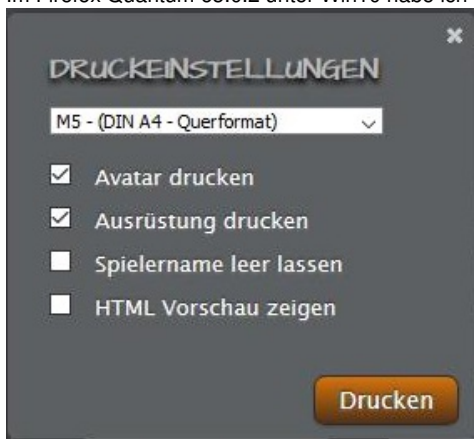 DRUCKEINSTELLUNGEN
M5 - (DIN A4 - Querformat)
Avatar drucken
Ausrüstung drucken
Spielername leer lassen
HTML Vorschau zeigen
Drucken